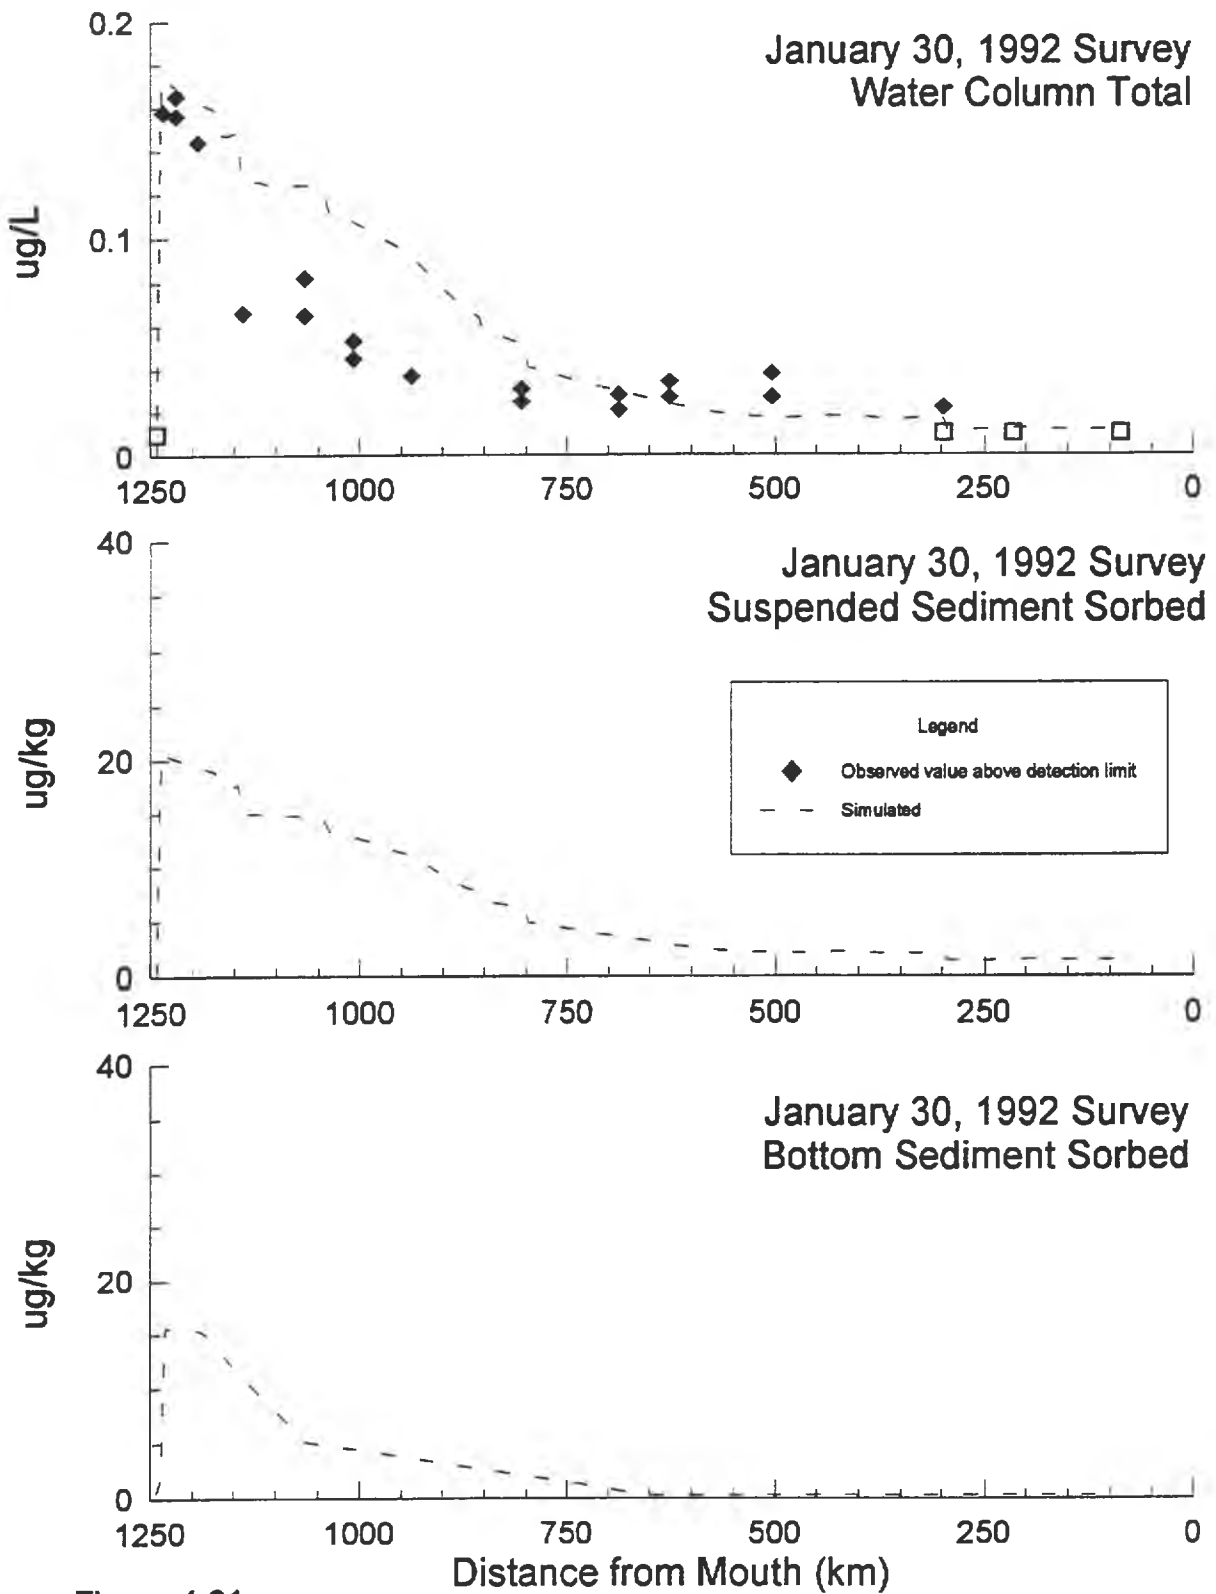 January 30, 1992 Survey
Water Column Total
0.2
0.1
0
ug/L
1250 1000 750 500 250 0
January 30, 1992 Survey
Suspended Sediment Sorbed
40
20
0
ug/kg
Legend
Observed value above detection limit
Simulated
1250 1000 750 500 250 0
January 30, 1992 Survey
Bottom Sediment Sorbed
40
20
0
ug/kg
1250 1000 750 500 250 0
Distance from Mouth (km)